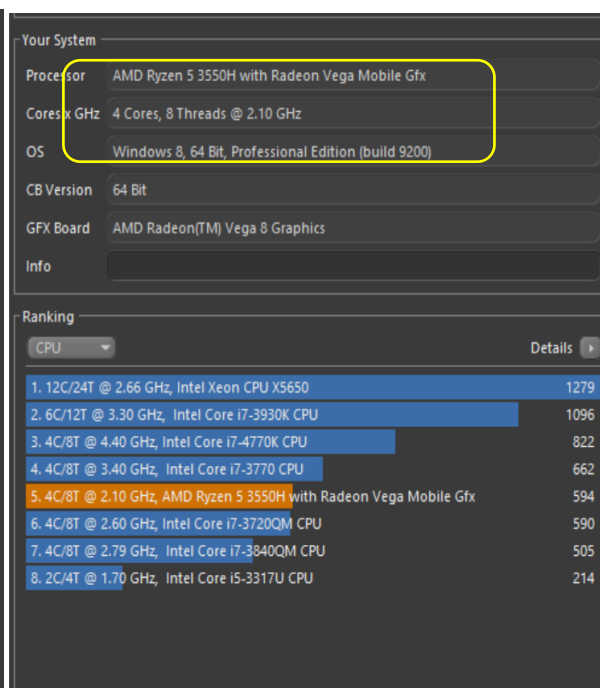 Your System
Processor AMD Ryzen 5 3550H with Radeon Vega Mobile Gfx
Cores x GHz 4 Cores, 8 Threads @ 2.10 GHz
OS Windows 8, 64 Bit, Professional Edition (build 9200)
CB Version 64 Bit
GFX Board AMD Radeon(TM) Vega 8 Graphics
Info
Ranking
CPU Details
1. 12C/24T @ 2.66 GHz, Intel Xeon CPU X5650 1279
2. 6C/12T @ 3.30 GHz, Intel Core i7-3930K CPU 1096
3. 4C/8T @ 4.40 GHz, Intel Core i7-4770K CPU 822
4. 4C/8T @ 3.40 GHz, Intel Core i7-3770 CPU 662
5. 4C/8T @ 2.10 GHz, AMD Ryzen 5 3550H with Radeon Vega Mobile Gfx 594
6. 4C/8T @ 2.60 GHz, Intel Core i7-3720QM CPU 590
7. 4C/8T @ 2.79 GHz, Intel Core i7-3840QM CPU 505
8. 2C/4T @ 1.70 GHz, Intel Core i5-3317U CPU 214